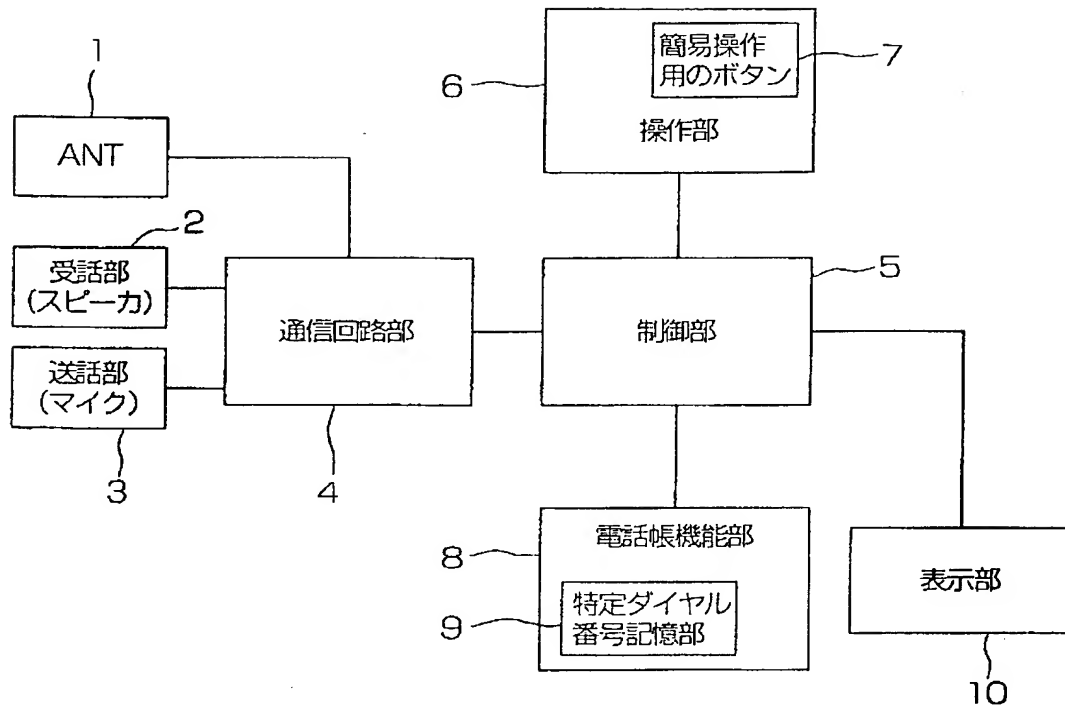 1
ANT
2
受話部
(スピーカ)
送話部
(マイク)
3
通信回路部
4
6
簡易操作
用のボタン
7
操作部
5
制御部
8
電話帳機能部
9
特定ダイヤル
番号記憶部
表示部
10